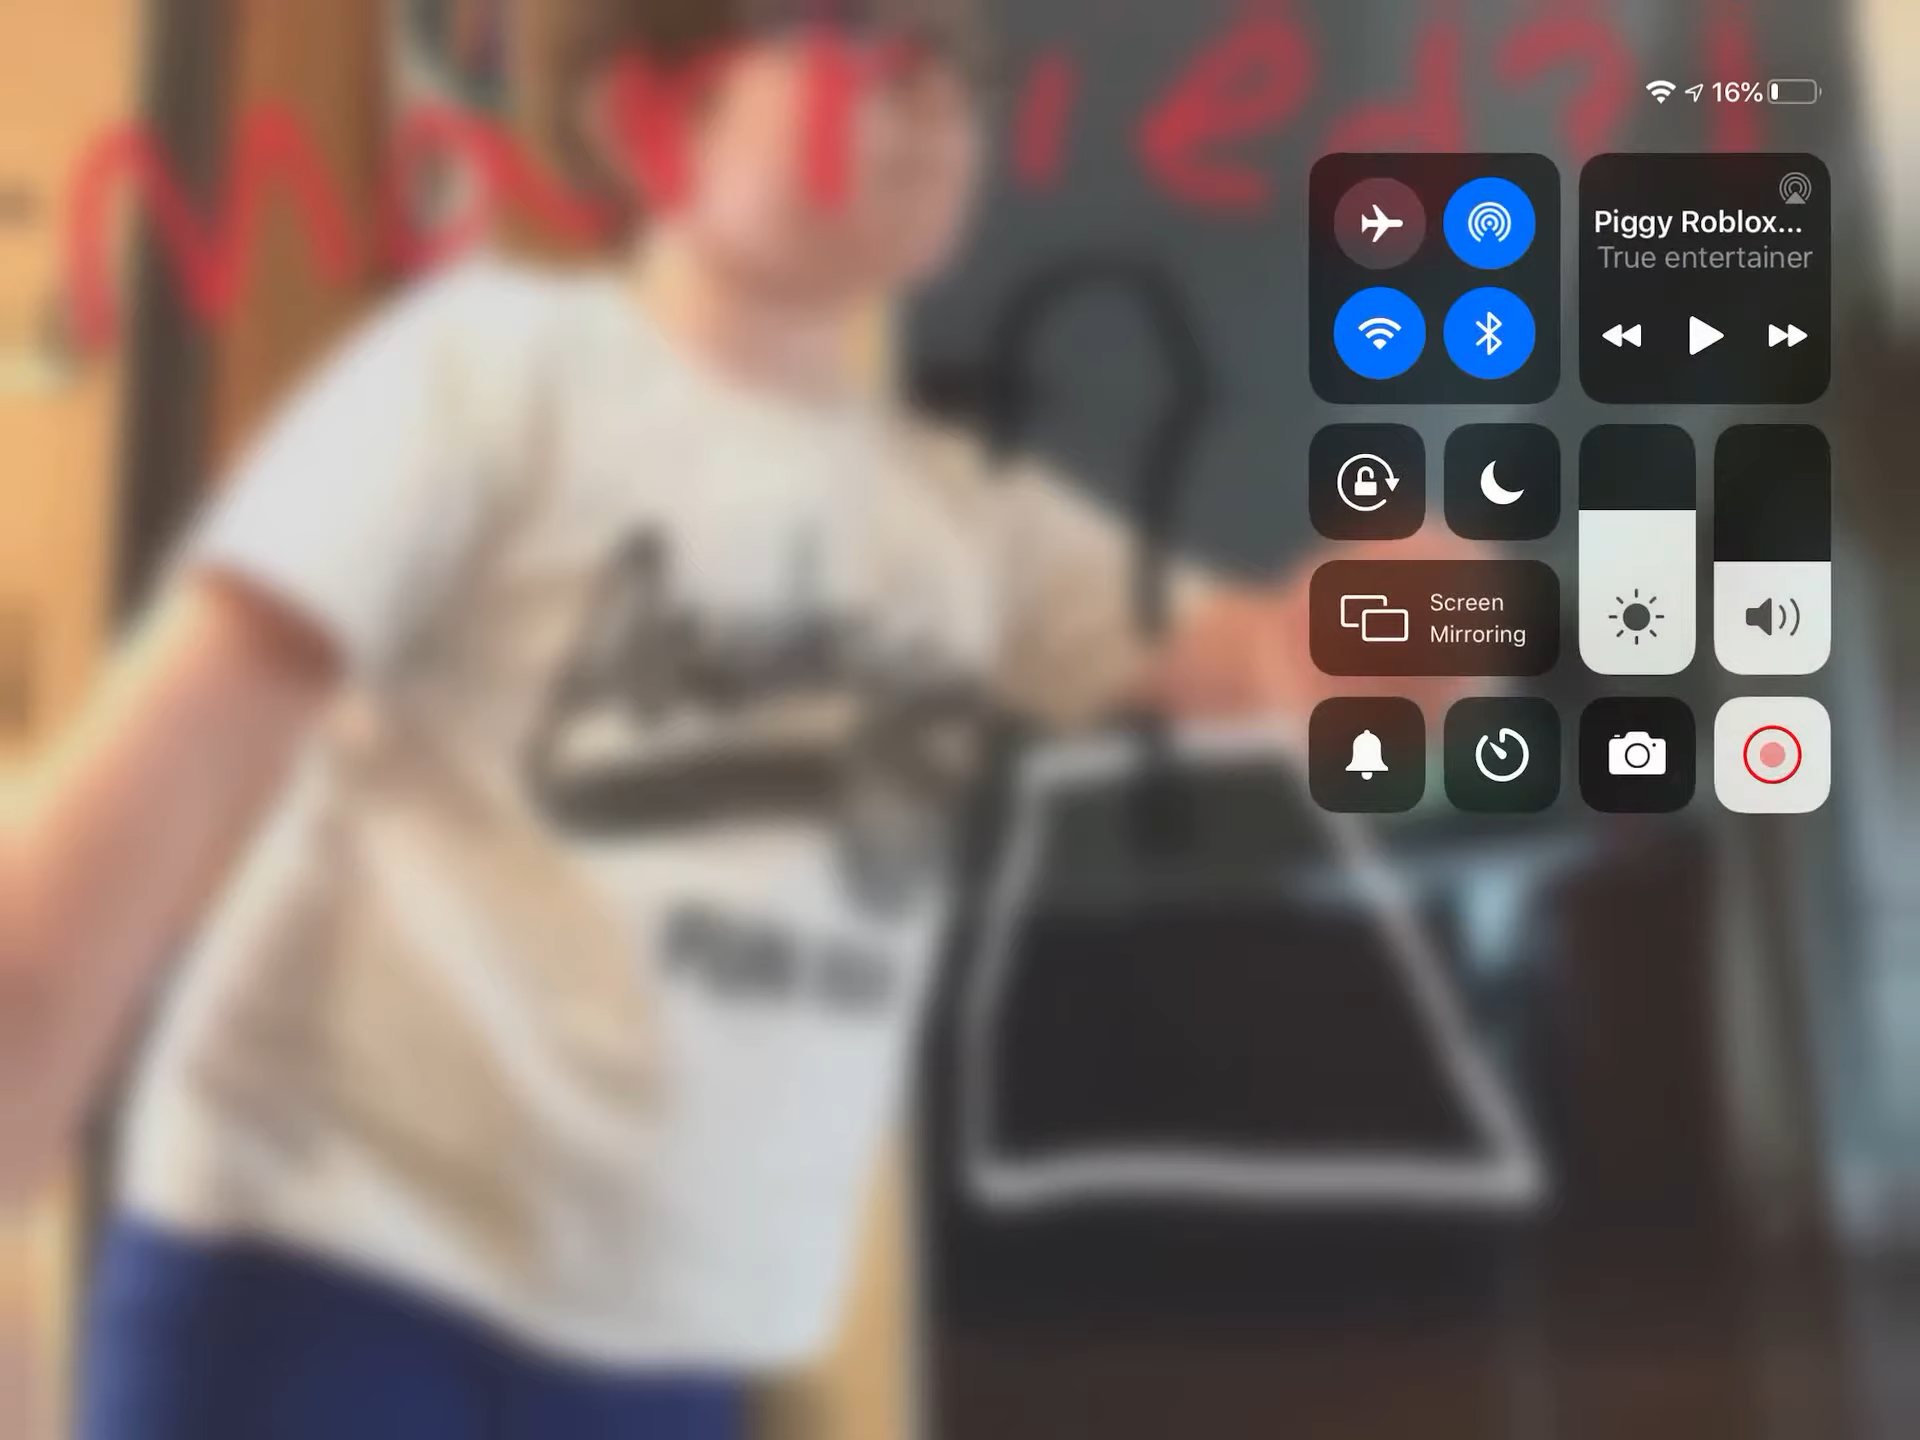 16%
Piggy Roblox...
True entertainer
Screen
Mirroring